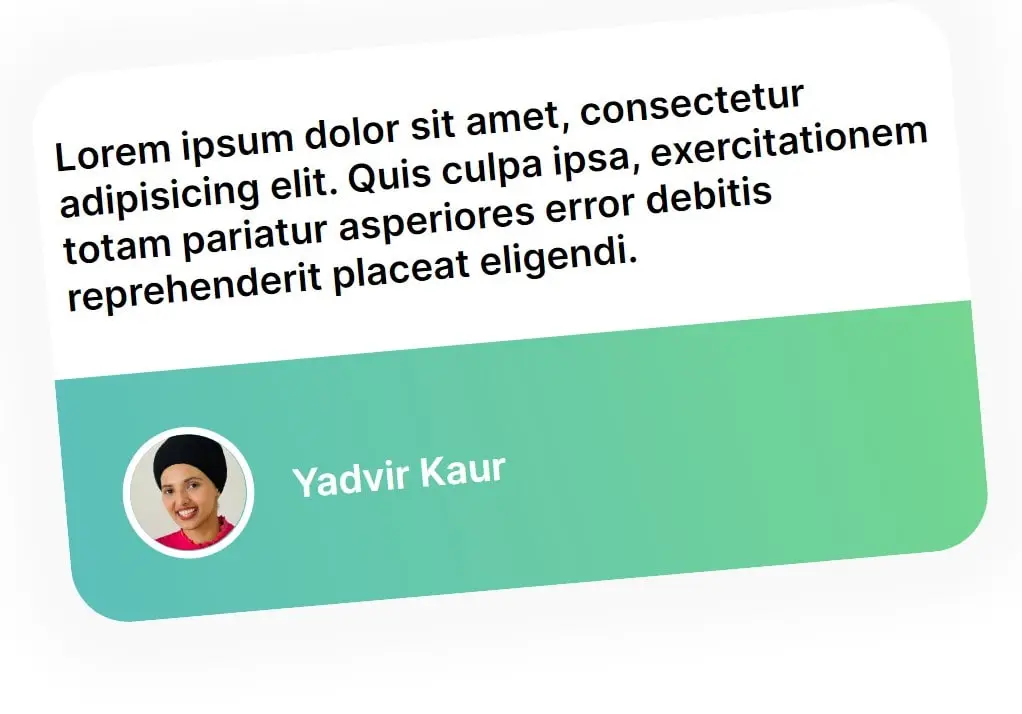 Lorem ipsum dolor sit amet, consectetur
adipisicing elit. Quis culpa ipsa, exercitationem
totam pariatur asperiores error debitis
reprehenderit placeat eligendi.
Yadvir Kaur